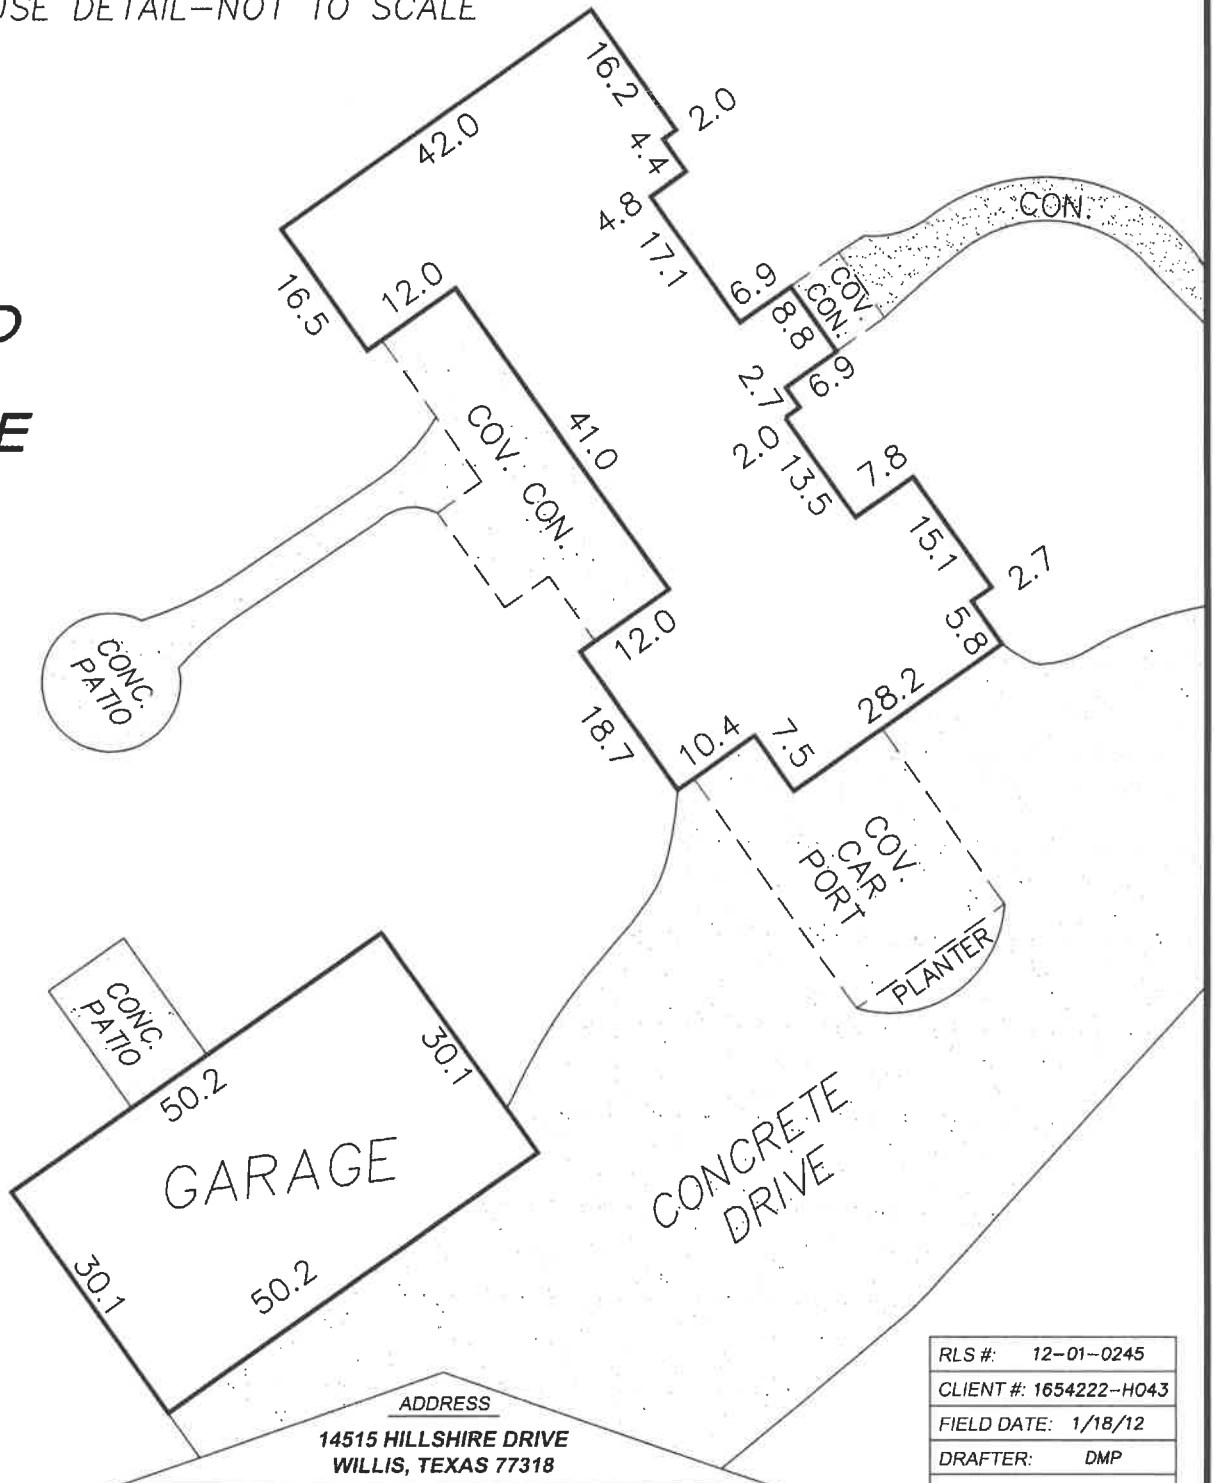 USE DETAIL-NOT TO SCALE
16.2
2.0
42.0
4.4
4.8
17.1
CON.
16.5
12.0
6.9
8.8
COV.
CON.
2.7
6.9
E
41.0
COV. CON.
2.0
13.5
7.8
15.1
2.7
5.8
CONC.
PATIO
12.0
18.7
10.4
7.5
28.2
COV.
CAR
PORT
PLANTER
CONC.
PATIO
50.2
30.1
GARAGE
CONCRETE
DRIVE
30.1
50.2
ADDRESS
14515 HILLSHIRE DRIVE
WILLIS, TEXAS 77318
RLS #: 12-01-0245
CLIENT #: 1654222-H043
FIELD DATE: 1/18/12
DRAFTER: DMP